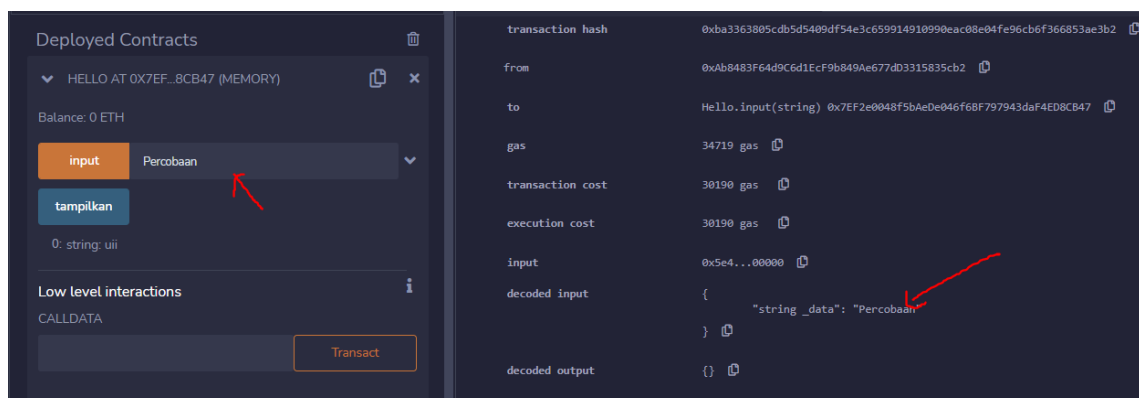 Deployed Contracts
HELLO AT 0X7EF...8CB47 (MEMORY)
Balance: 0 ETH
input Percobaan
tampilkan
0: string: uii
Low level interactions
CALLDATA
Transact
transaction hash 0xba3363805cdb5d5409df54e3c659914910990eac08e04fe96cb6f366853ae3b2
from 0xAb8483F64d9C6d1EcF9b849Ae677dD3315835cb2
to Hello.input(string) 0x7EF2e0048f5bAeDe046f6BF797943daF4ED8CB47
gas 34719 gas
transaction cost 30190 gas
execution cost 30190 gas
input 0x5e4...00000
decoded input {
"string _data": "Percobaan"
}
decoded output {}